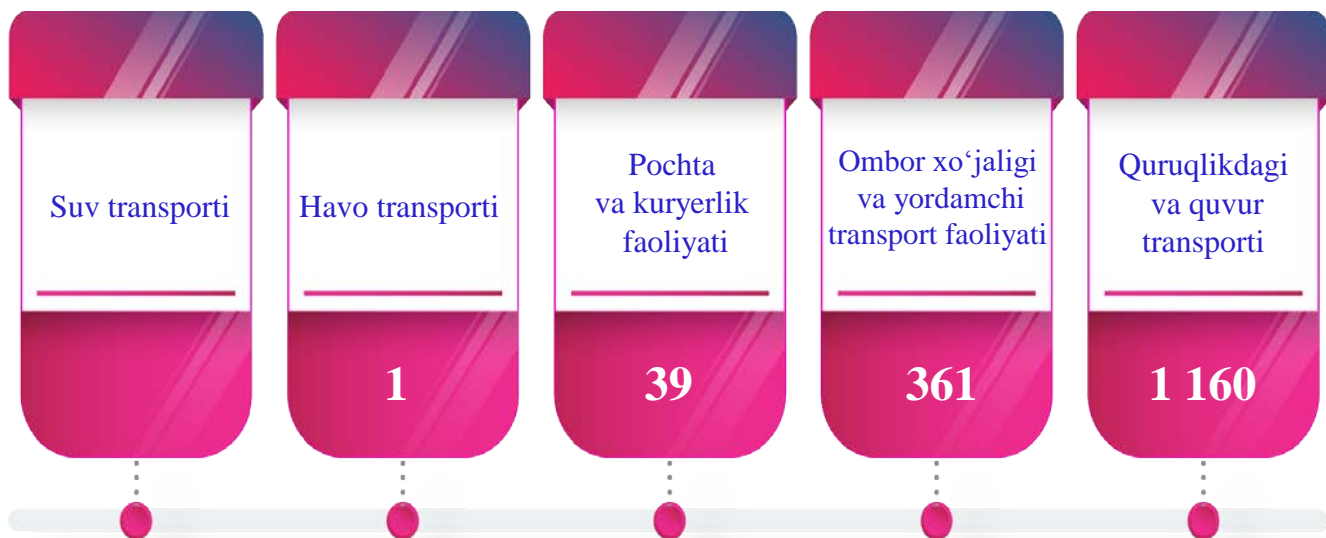 Suv transporti
Havo transporti
1
Pochta
va kuryerlik
faoliyati
39
Ombor xo‘jaligi
va yordamchi
transport faoliyati
361
Quruqlikdagi
va quvur
transporti
1 160